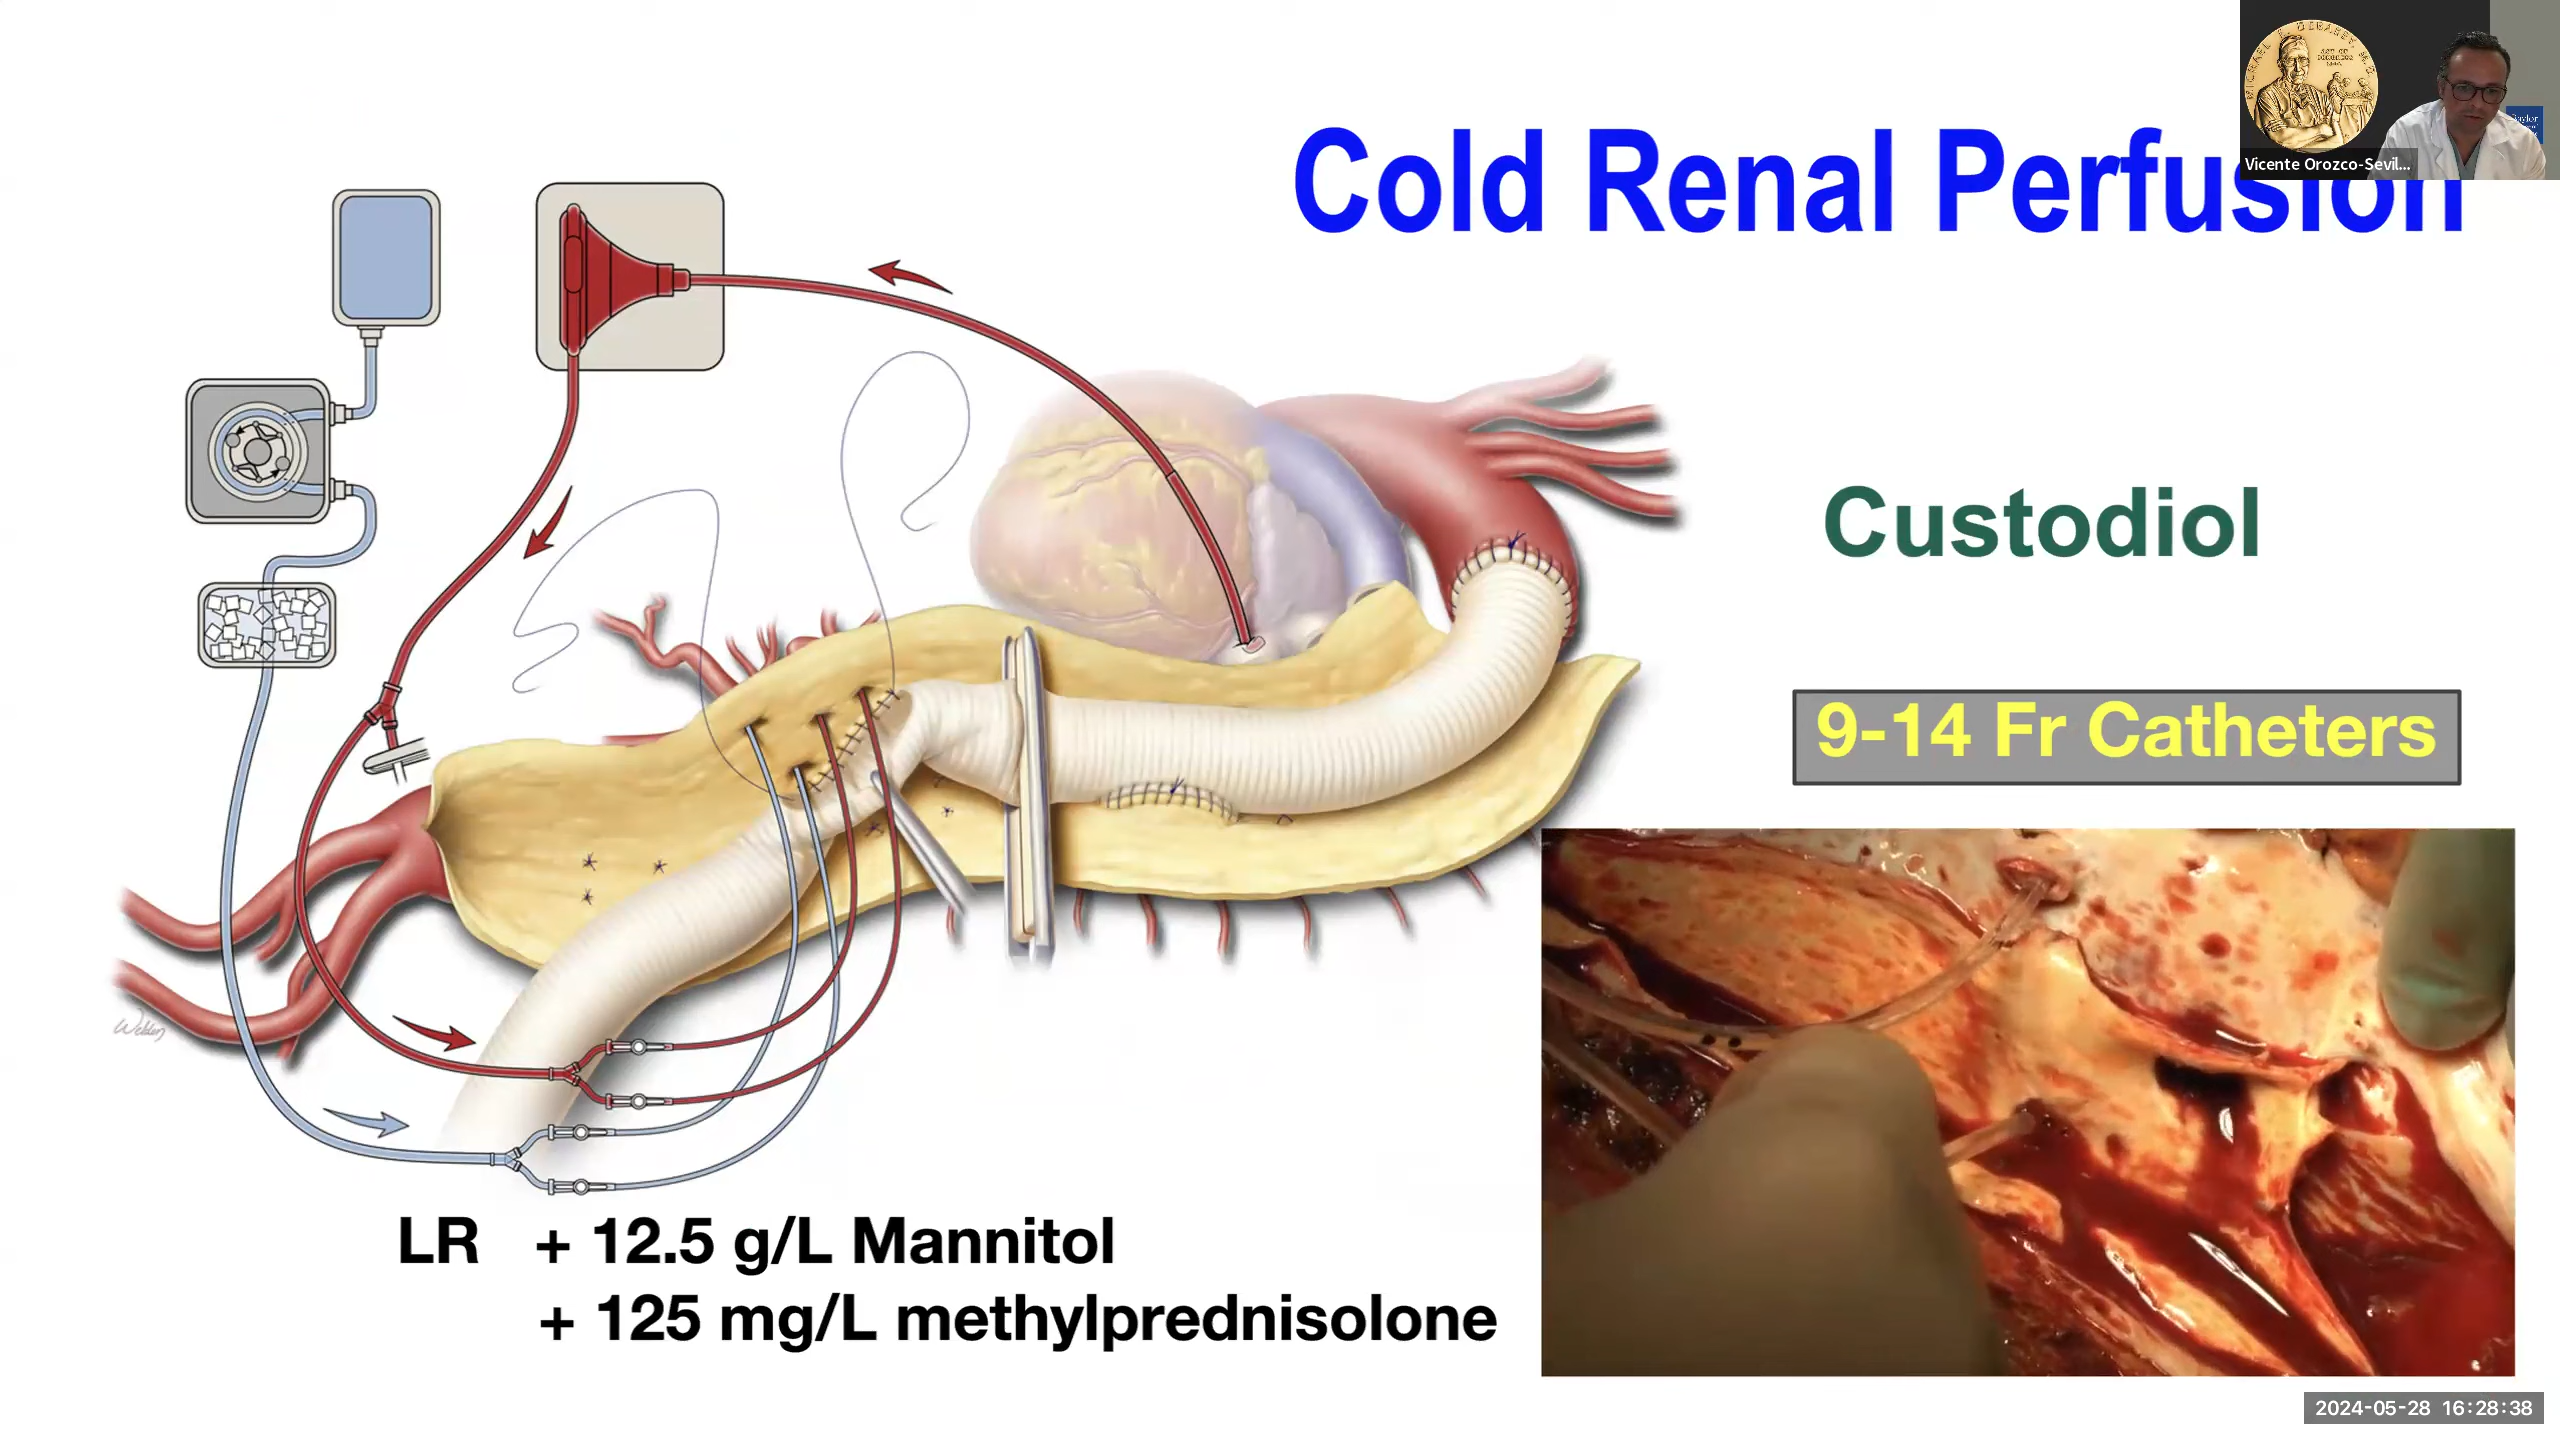 Cold Renal Perfusion
Vicente Orozco-Sevil...
Custodiol
9-14 Fr Catheters
LR + 12.5 g/L Mannitol
+ 125 mg/L methylprednisolone
2024-05-28 16:28:38